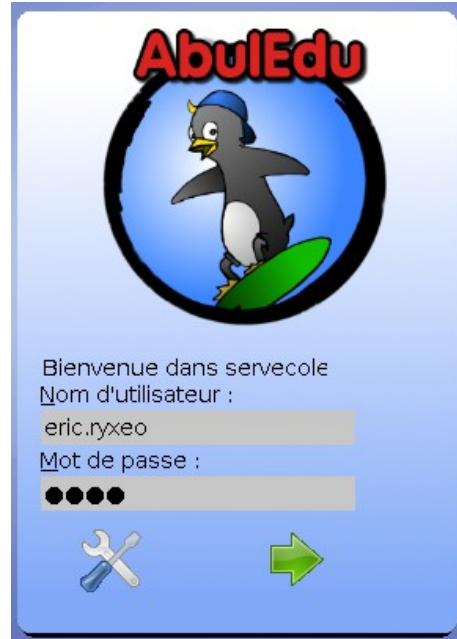 AbulEdu
Bienvenue dans servecole
Nom d'utilisateur :
eric.ryxeo
Mot de passe :
●●●●